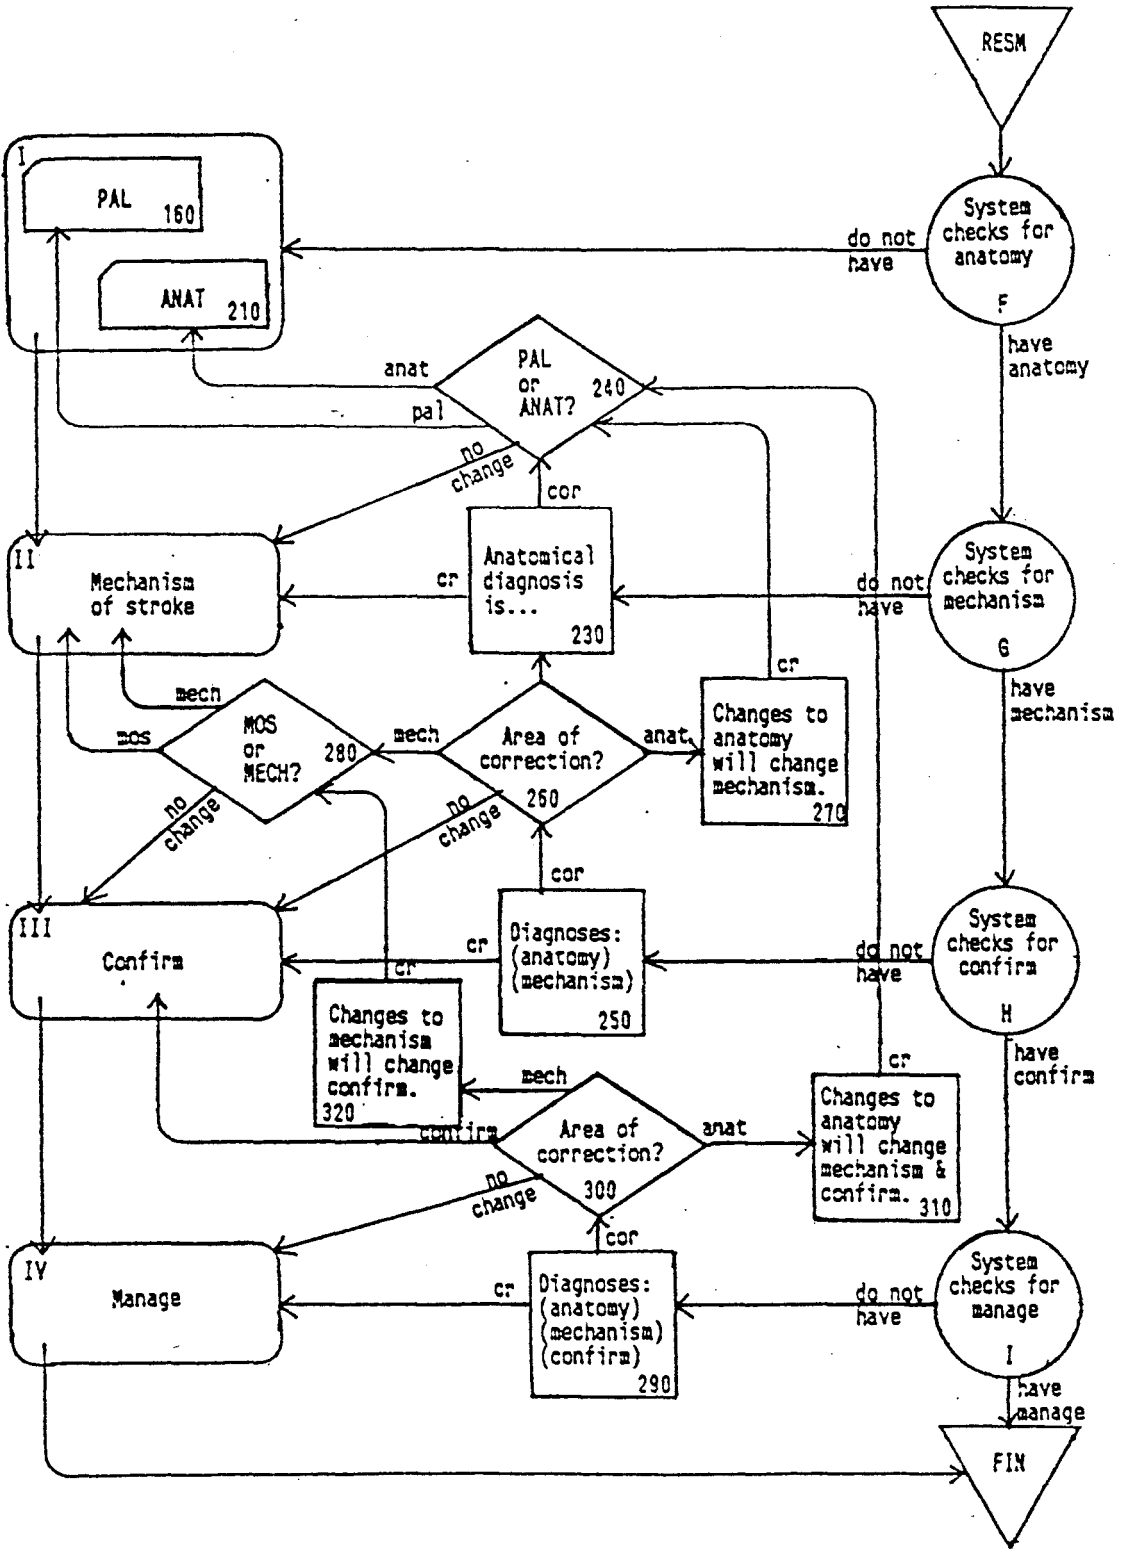 RESM
I
PAL
160
ANAT
210
System
checks for
anatomy
F
do not
have
have
anatomy
PAL
or
ANAT?
240
anat
pal
no
change
cor
II
Mechanism
of stroke
cr
Anatomical
diagnosis
is...
230
do not
have
System
checks for
mechanism
G
have
mechanism
mech
mos
MOS
or
MECH?
280
mech
Area of
correction?
260
anat
cr
Changes to
anatomy
will change
mechanism.
270
no
change
no
change
cor
III
Confirm
cr
cr
Diagnoses:
(anatomy)
(mechanism)
250
do not
have
System
checks for
confirm
H
have
confirm
Changes to
mechanism
will change
confirm.
320
mech
confirm
Area of
correction?
300
anat
cr
Changes to
anatomy
will change
mechanism &
confirm.
310
no
change
cor
IV
Manage
cr
Diagnoses:
(anatomy)
(mechanism)
(confirm)
290
do not
have
System
checks for
manage
I
have
manage
FIN